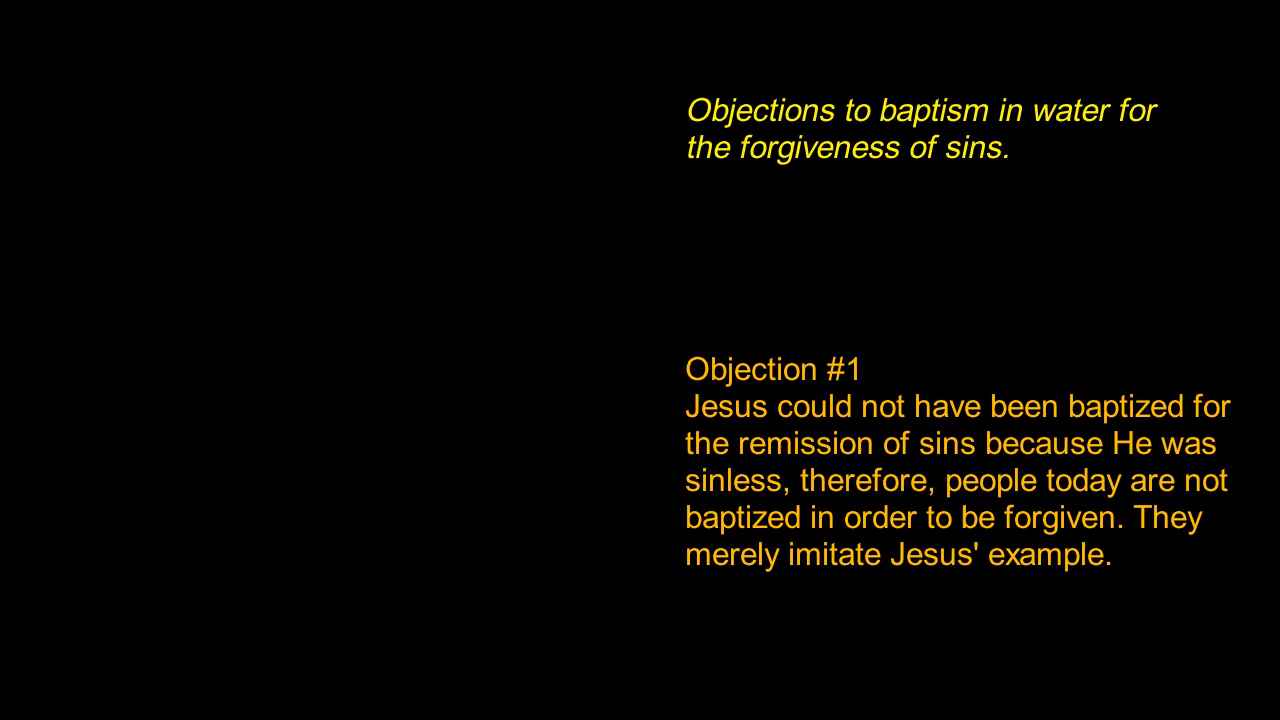 Objections to baptism in water for
the forgiveness of sins.
Objection #1
Jesus could not have been baptized for
the remission of sins because He was
sinless, therefore, people today are not
baptized in order to be forgiven. They
merely imitate Jesus' example.